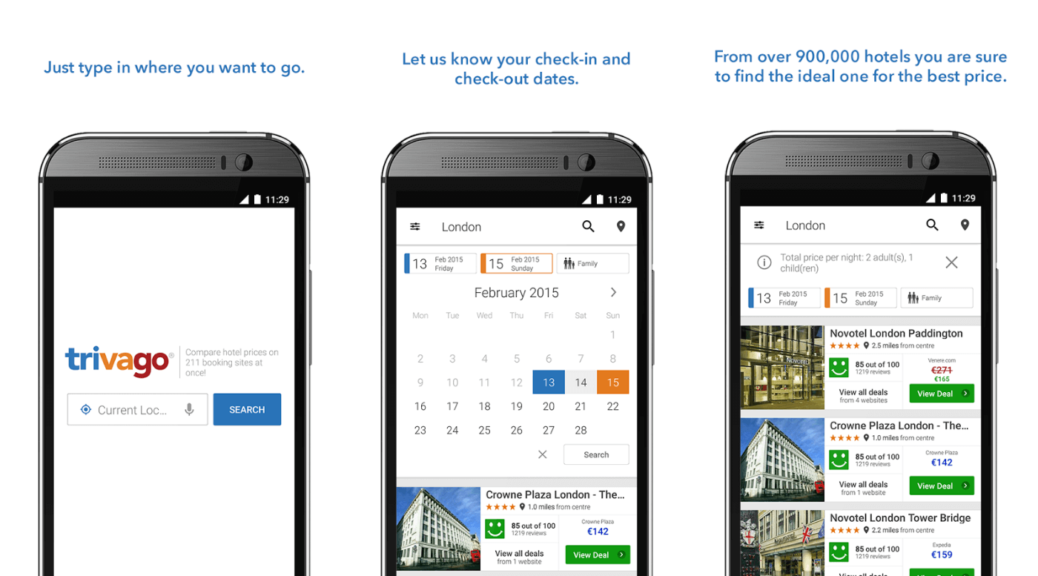 Just type in where you want to go.
11:29
trivago®
Compare hotel prices on
211 booking sites at
once!
Current Loc...
SEARCH
Let us know your check-in and
check-out dates.
11:29
London
13 Feb 2015 Friday
15 Feb 2015 Sunday
Family
February 2015
Mon Tue Wed Thu Fri Sat Sun
1
2 3 4 5 6 7 8
9 10 11 12 13 14 15
16 17 18 19 20 21 22
23 24 25 26 27 28
Search
Crowne Plaza London - The...
1.0 miles from centre
85 out of 100
1219 reviews
Crowne Plaza
€142
View all deals
from 1 website
View Deal
From over 900,000 hotels you are sure
to find the ideal one for the best price.
11:29
London
Total price per night: 2 adult(s), 1
child(ren)
13 Feb 2015 Friday
15 Feb 2015 Sunday
Family
Novotel London Paddington
2.5 miles from centre
85 out of 100
1219 reviews
Venere.com
€271
€165
View all deals
from 4 websites
View Deal
Crowne Plaza London - The...
1.0 miles from centre
85 out of 100
1219 reviews
Crowne Plaza
€142
View all deals
from 1 website
View Deal
Novotel London Tower Bridge
2.2 miles from centre
85 out of 100
1219 reviews
Expedia
€159
View all deals